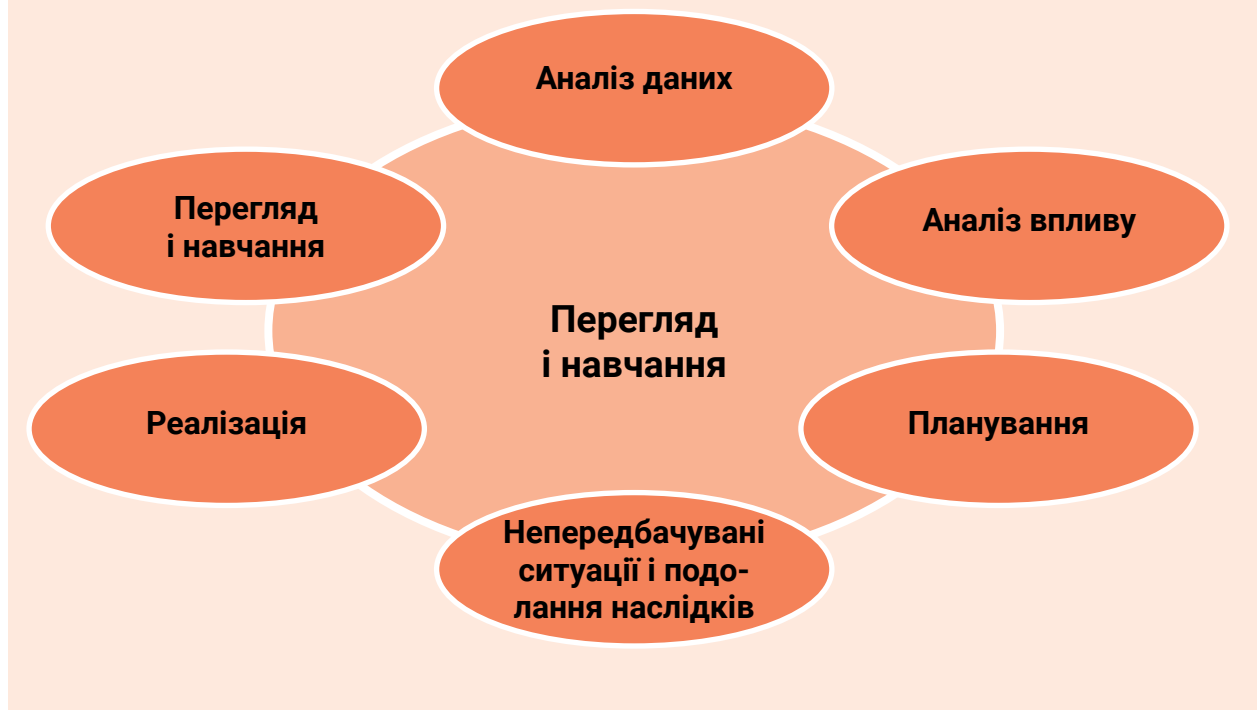 Аналіз даних
Перегляд
і навчання
Аналіз впливу
Перегляд
і навчання
Реалізація
Планування
Непередбачувані
ситуації і подо-
лання наслідків